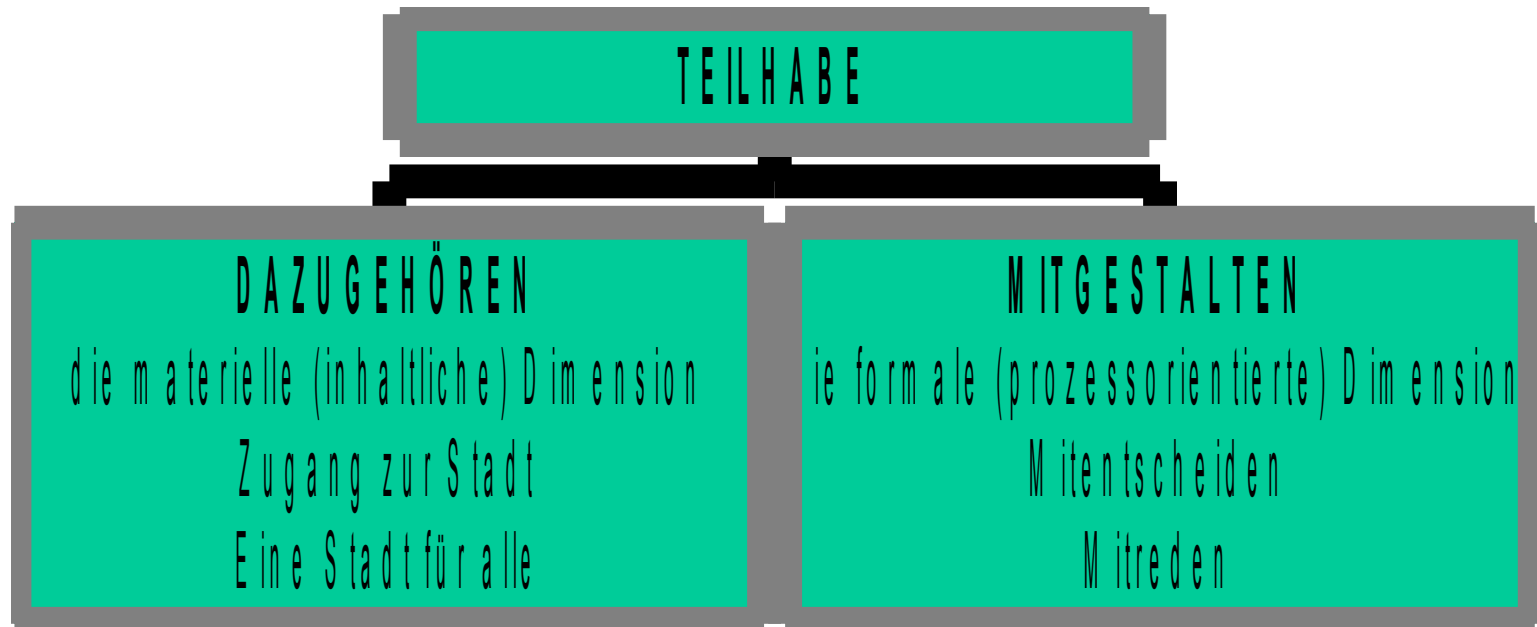 TEILHABE
DAZUGEHÖREN
die materielle (inhaltliche) Dimension
Zugang zur Stadt
Eine Stadt für alle
MITGESTALTEN
ie formale (prozessorientierte) Dimension
Mitentscheiden
Mitreden